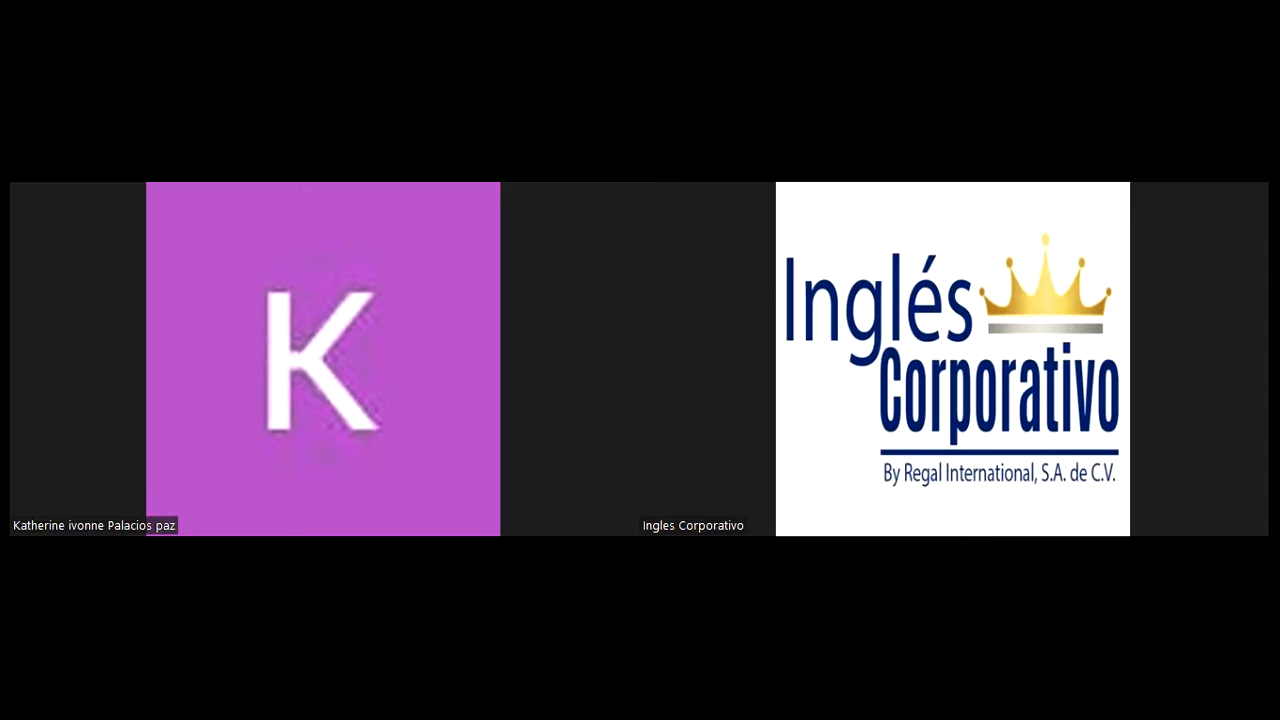 K
Inglés
Corporativo
By Regal International, S.A. de C.V.
Katherine ivonne Palacios paz
Ingles Corporativo